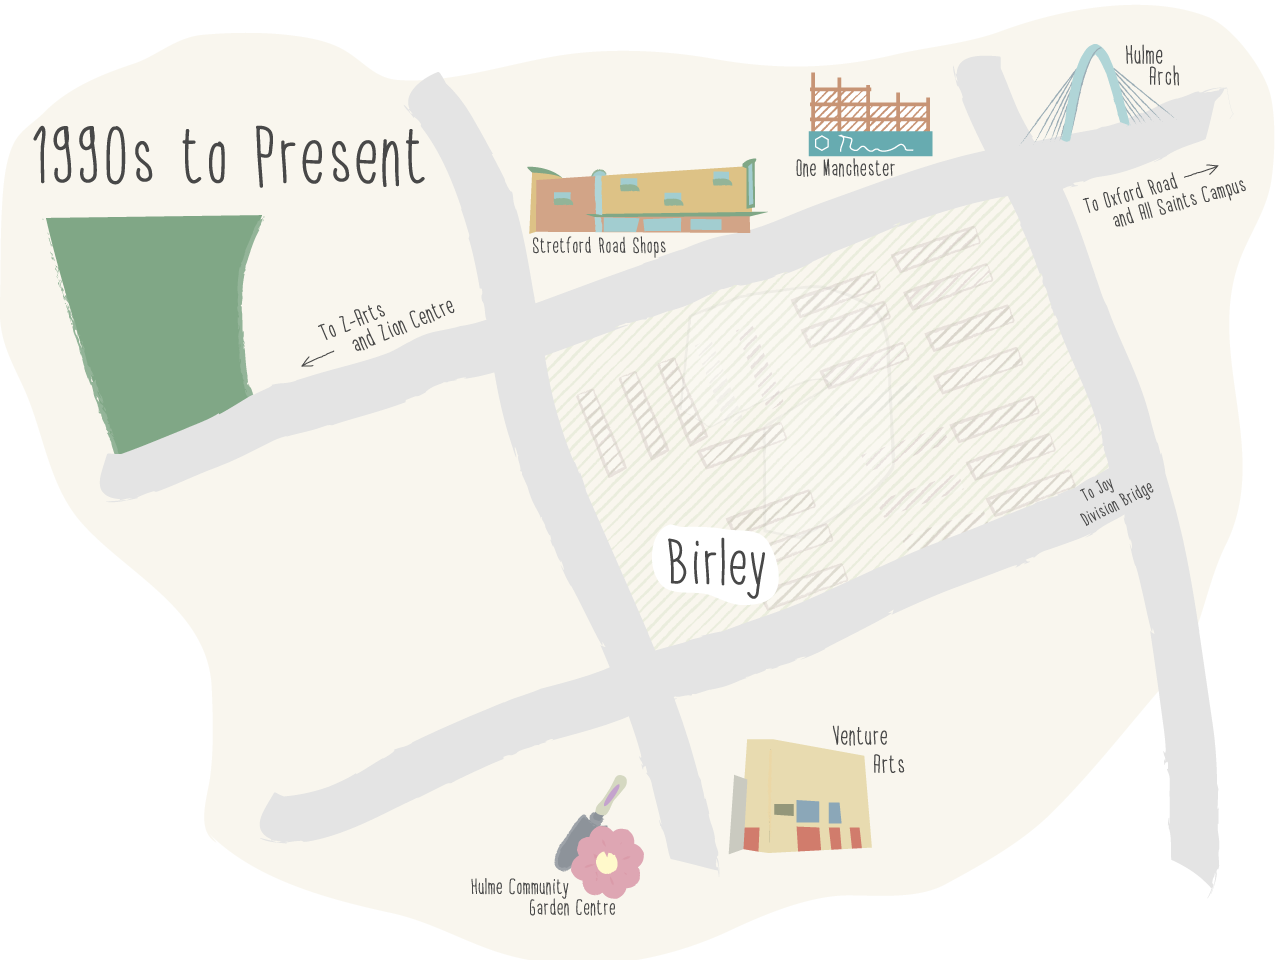 Hulme
Arch
1990s to Present
One Manchester
To Oxford Road
and All Saints Campus
Stretford Road Shops
To Z-Arts
and Zion Centre
To Joy
Division Bridge
Birley
Venture
Arts
Hulme Community
Garden Centre